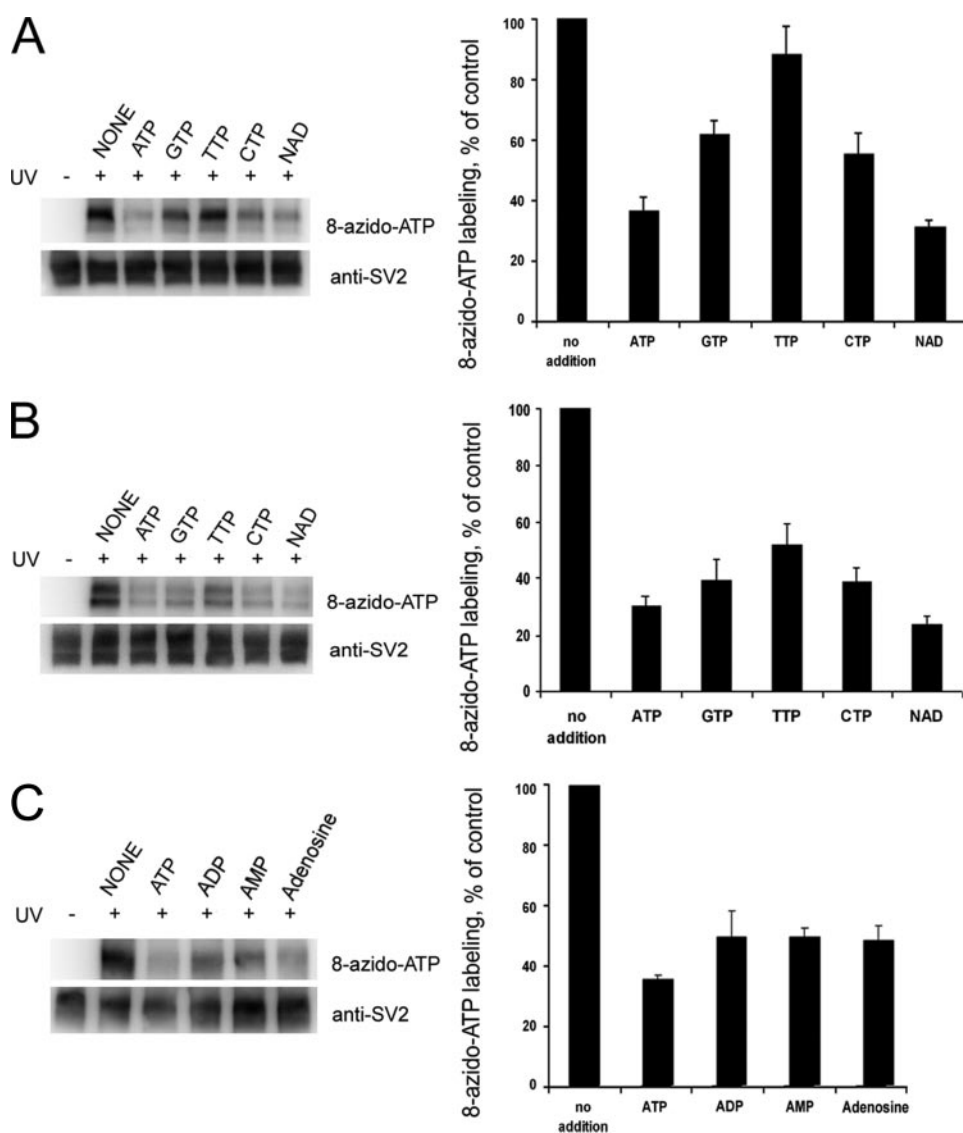 A
NONE ATP GTP TTP CTP NAD
UV - + + + + + +
8-azido-ATP
anti-SV2
8-azido-ATP labeling, % of control
100
80
60
40
20
0
no addition ATP GTP TTP CTP NAD
B
NONE ATP GTP TTP CTP NAD
UV - + + + + + +
8-azido-ATP
anti-SV2
8-azido-ATP labeling, % of control
100
80
60
40
20
0
no addition ATP GTP TTP CTP NAD
C
NONE ATP ADP AMP Adenosine
UV - + + + + +
8-azido-ATP
anti-SV2
8-azido-ATP labeling, % of control
100
80
60
40
20
0
no addition ATP ADP AMP Adenosine